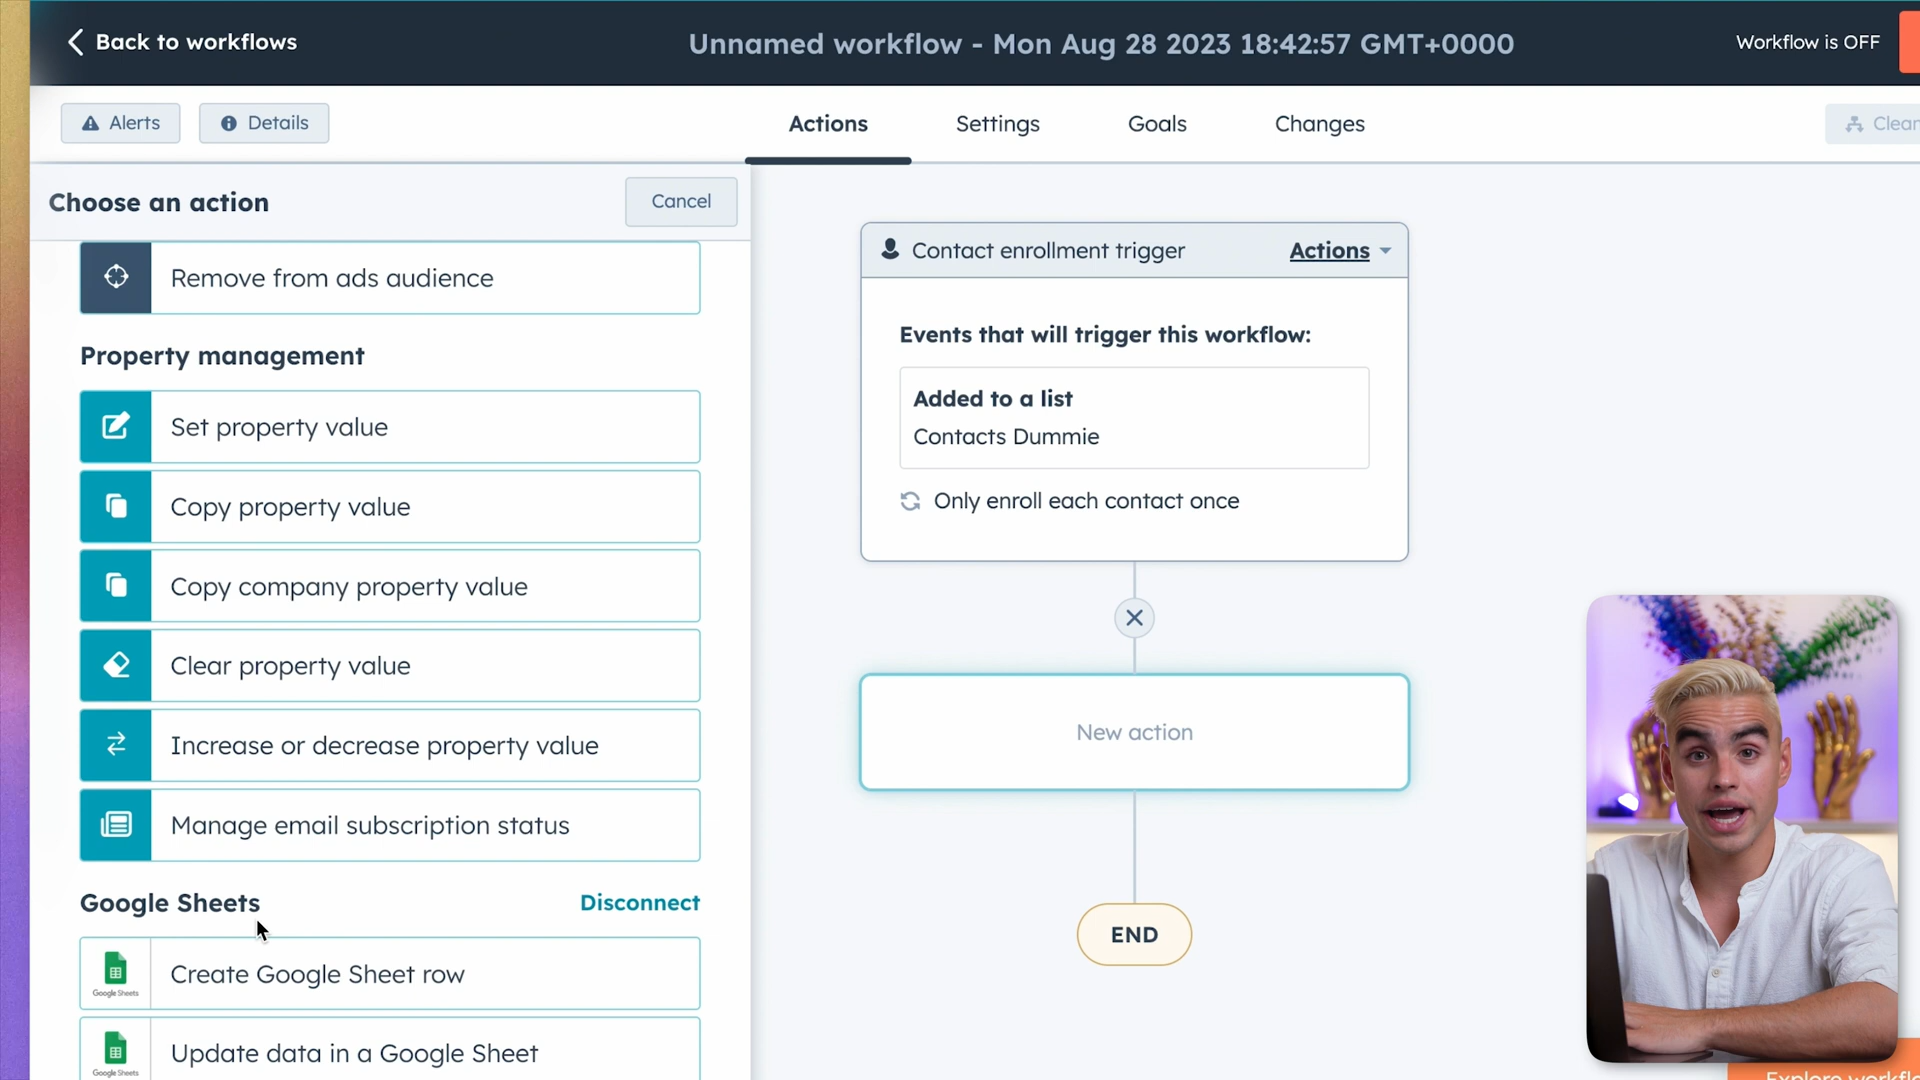 Back to workflows
Unnamed workflow - Mon Aug 28 2023 18:42:57 GMT+0000
Workflow is OFF
Alerts
Details
Actions
Settings
Goals
Changes
Choose an action
Cancel
Remove from ads audience
Property management
Set property value
Copy property value
Copy company property value
Clear property value
Increase or decrease property value
Manage email subscription status
Google Sheets
Disconnect
Google Sheets
Create Google Sheet row
Google Sheets
Update data in a Google Sheet
Contact enrollment trigger
Actions
Events that will trigger this workflow:
Added to a list
Contacts Dummie
Only enroll each contact once
New action
END